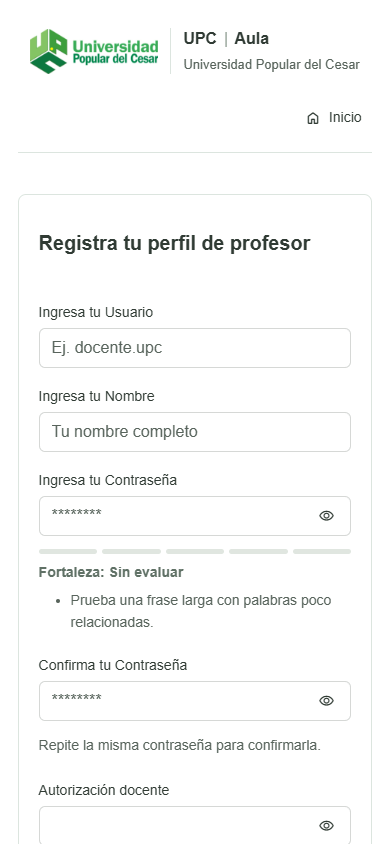 Universidad
Popular del Cesar
UPC | Aula
Universidad Popular del Cesar
Inicio
Registra tu perfil de profesor
Ingresa tu Usuario
Ej. docente.upc
Ingresa tu Nombre
Tu nombre completo
Ingresa tu Contraseña
********
Fortaleza: Sin evaluar
• Prueba una frase larga con palabras poco
relacionadas.
Confirma tu Contraseña
********
Repite la misma contraseña para confirmarla.
Autorización docente